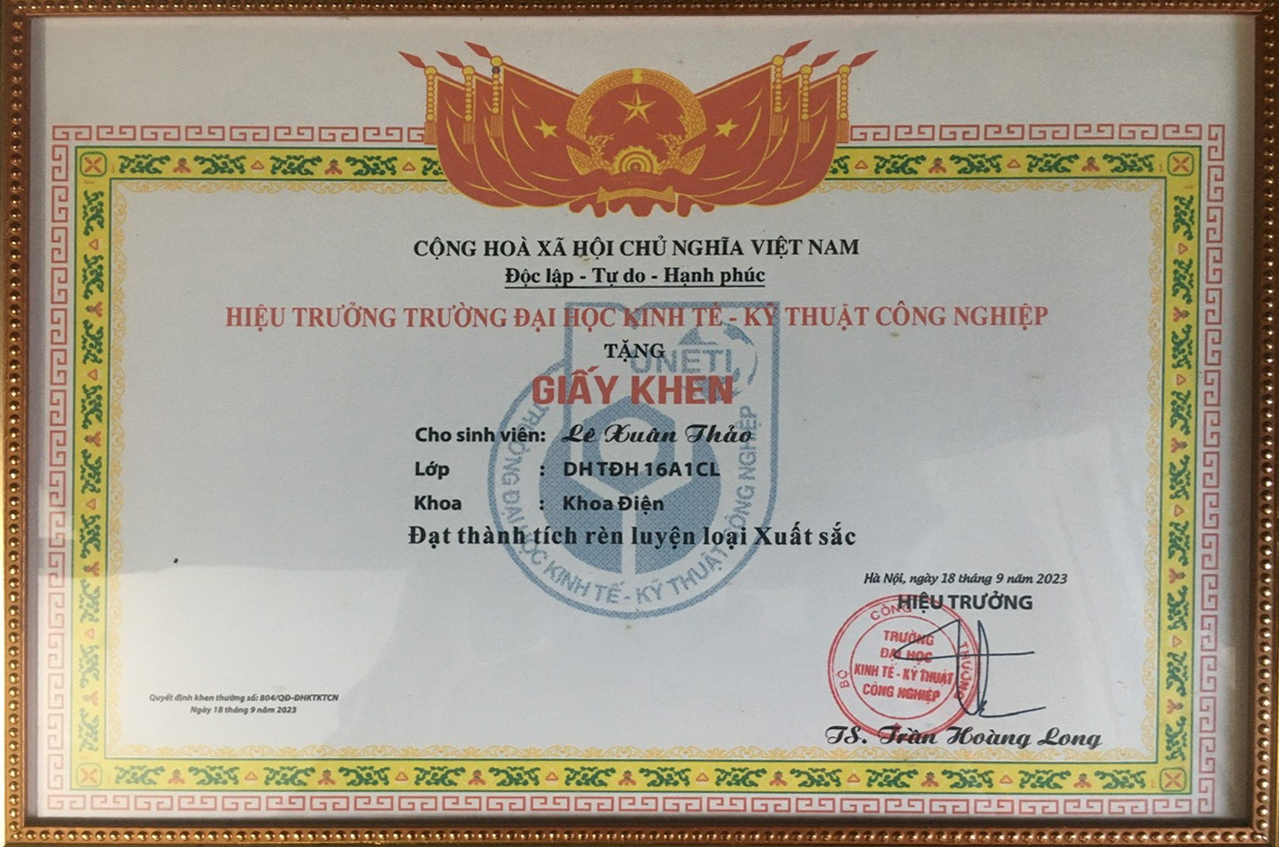 CỘNG HOÀ XÃ HỘI CHỦ NGHĨA VIỆT NAM
Độc lập - Tự do - Hạnh phúc
HIỆU TRƯỞNG TRƯỜNG ĐẠI HỌC KINH TẾ - KỸ THUẬT CÔNG NGHIỆP
TẶNG
UNETI
GIẤY KHEN
Cho sinh viên: Lê Xuân Thảo
Lớp : DHTĐH16A1CL
Khoa : Khoa Điện
Đạt thành tích rèn luyện loại Xuất sắc
TRƯỜNG ĐẠI HỌC KINH TẾ - KỸ THUẬT CÔNG NGHIỆP
Hà Nội, ngày 18 tháng 9 năm 2023
HIỆU TRƯỞNG
BỘ CÔNG THƯƠNG
TRƯỜNG
ĐẠI HỌC
KINH TẾ - KỸ THUẬT
CÔNG NGHIỆP
TS. Trần Hoàng Long
Quyết định khen thưởng số: 804/QĐ-ĐHKTKTCN
Ngày 18 tháng 9 năm 2023